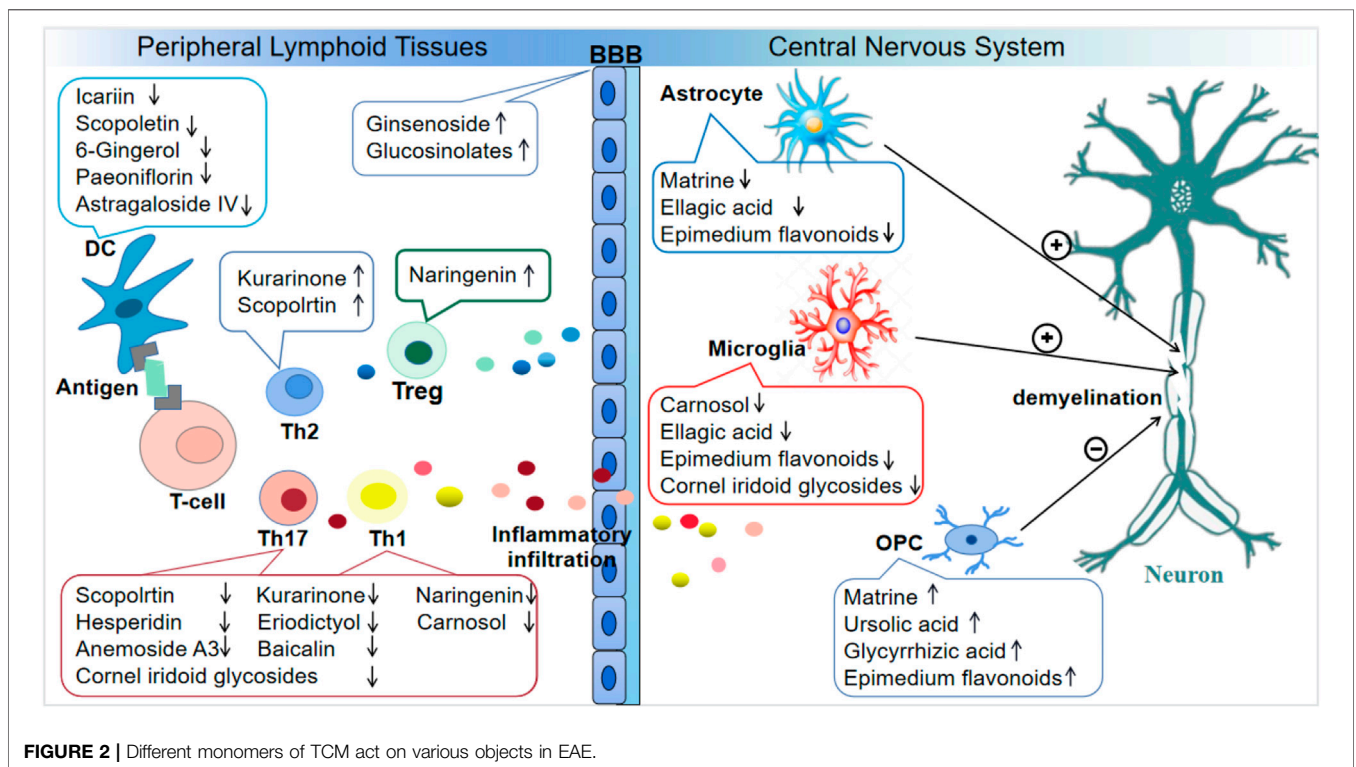 Peripheral Lymphoid Tissues
BBB
Central Nervous System
Icariin ↓
Scopoletin ↓
6-Gingerol ↓
Paeoniflorin ↓
Astragaloside IV ↓
DC
Ginsenoside ↑
Glucosinolates ↑
Kurarinone ↑
Scopolrtin ↑
Naringenin ↑
Antigen
Th2
Treg
T-cell
Th17
Th1
Inflammatory
infiltration
Scopolrtin ↓ Kurarinone ↓ Naringenin ↓
Hesperidin ↓ Eriodictyol ↓ Carnosol ↓
Anemoside A3 ↓ Baicalin ↓
Cornel iridoid glycosides ↓
Astrocyte
Matrine ↓
Ellagic acid ↓
Epimedium flavonoids ↓
+
Microglia
+
Carnosol ↓
Ellagic acid ↓
Epimedium flavonoids ↓
Cornel iridoid glycosides ↓
demyelination
−
OPC
Neuron
Matrine ↑
Ursolic acid ↑
Glycyrrhizic acid ↑
Epimedium flavonoids ↑
FIGURE 2 | Different monomers of TCM act on various objects in EAE.